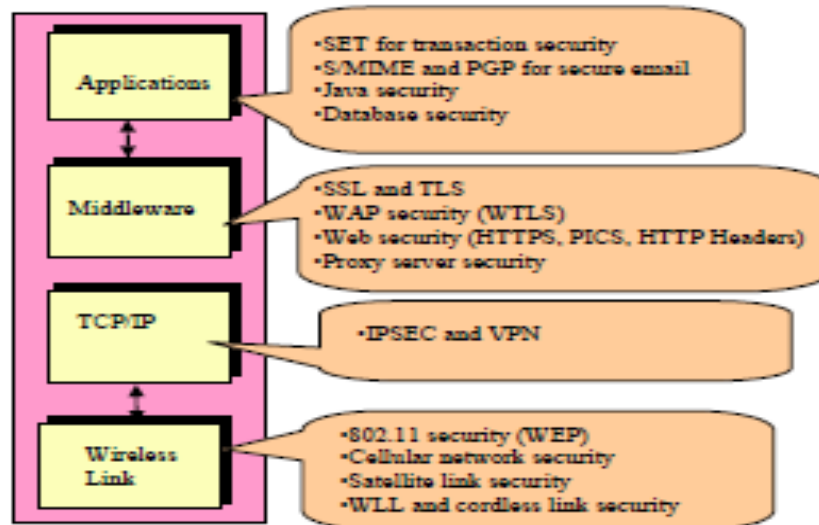 Applications
•SET for transaction security
•S/MIME and PGP for secure email
•Java security
•Database security
Middleware
•SSL and TLS
•WAP security (WTLS)
•Web security (HTTPS, PICS, HTTP Headers)
•Proxy server security
TCP/IP
•IPSEC and VPN
Wireless
Link
•802.11 security (WEP)
•Cellular network security
•Satellite link security
•WLL and cordless link security